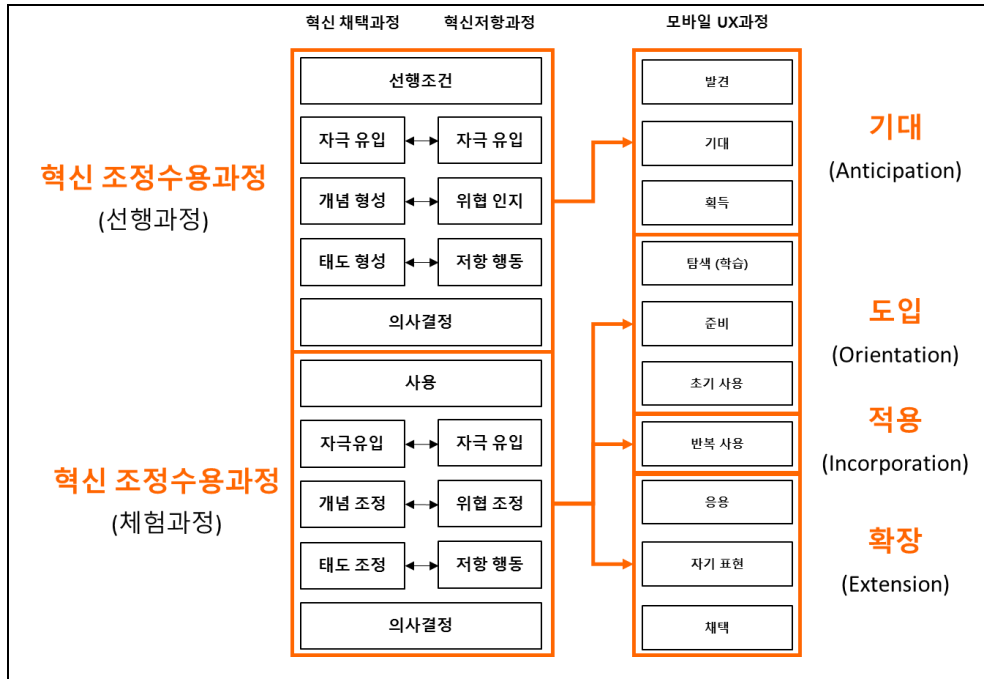 혁신 채택과정
혁신저항과정
모바일 UX과정
혁신 조정수용과정
(선행과정)
선행조건
자극 유입
자극 유입
개념 형성
위협 인지
태도 형성
저항 행동
의사결정
혁신 조정수용과정
(체험과정)
사용
자극유입
자극 유입
개념 조정
위협 조정
태도 조정
저항 행동
의사결정
발견
기대
획득
기대
(Anticipation)
탐색 (학습)
준비
초기 사용
도입
(Orientation)
반복 사용
적용
(Incorporation)
응용
자기 표현
채택
확장
(Extension)